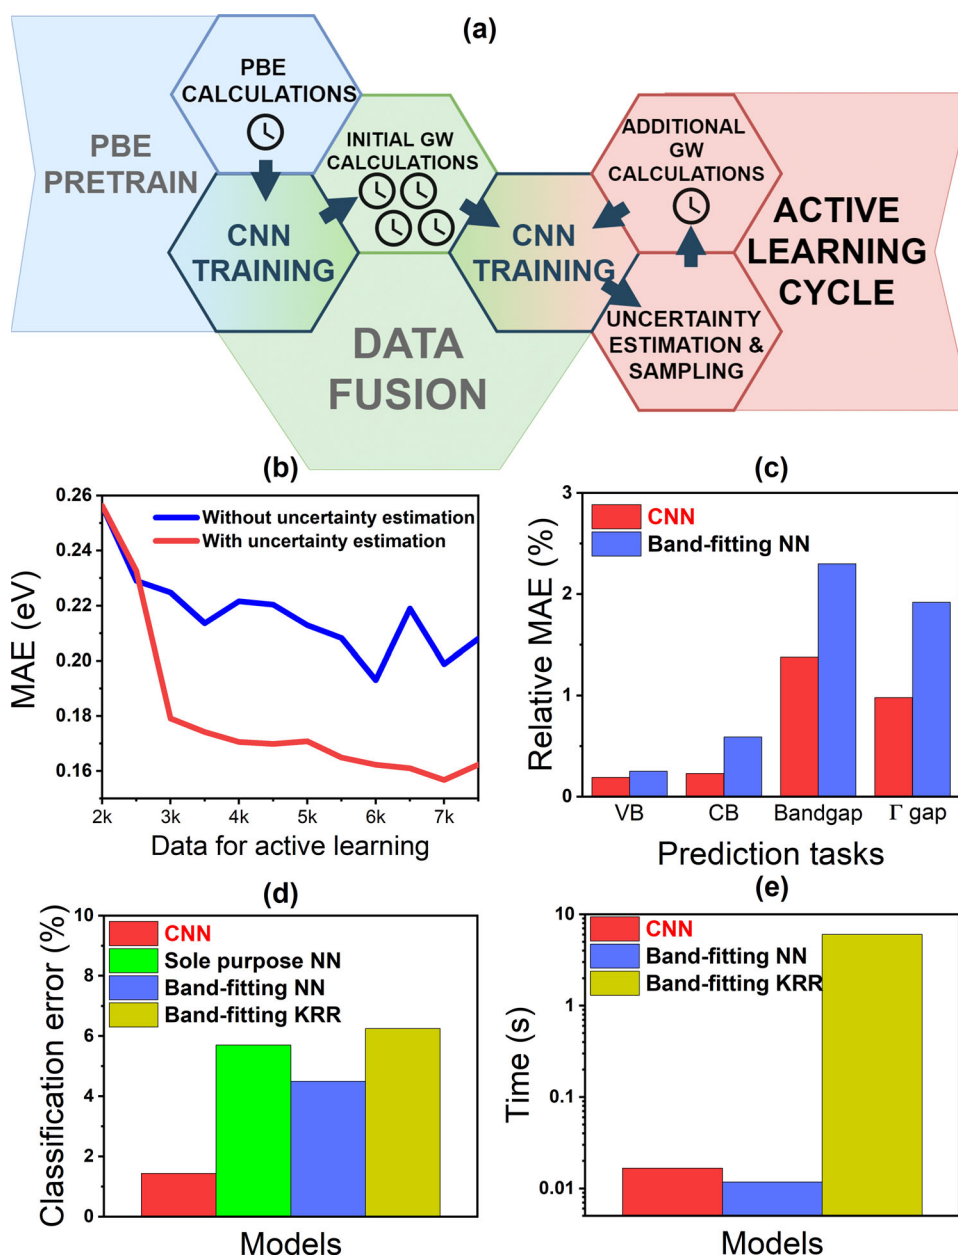 (a)
PBE
CALCULATIONS
PBE
PRETRAIN
CNN
TRAINING
INITIAL GW
CALCULATIONS
DATA
FUSION
CNN
TRAINING
ADDITIONAL
GW
CALCULATIONS
UNCERTAINTY
ESTIMATION &
SAMPLING
ACTIVE
LEARNING
CYCLE
(b)
MAE (eV)
0.26
0.24
0.22
0.20
0.18
0.16
Without uncertainty estimation
With uncertainty estimation
2k 3k 4k 5k 6k 7k
Data for active learning
(c)
Relative MAE (%)
3
2
1
0
CNN
Band-fitting NN
VB CB Bandgap Γ gap
Prediction tasks
(d)
Classification error (%)
10
8
6
4
2
0
CNN
Sole purpose NN
Band-fitting NN
Band-fitting KRR
Models
(e)
Time (s)
10
1
0.1
0.01
CNN
Band-fitting NN
Band-fitting KRR
Models